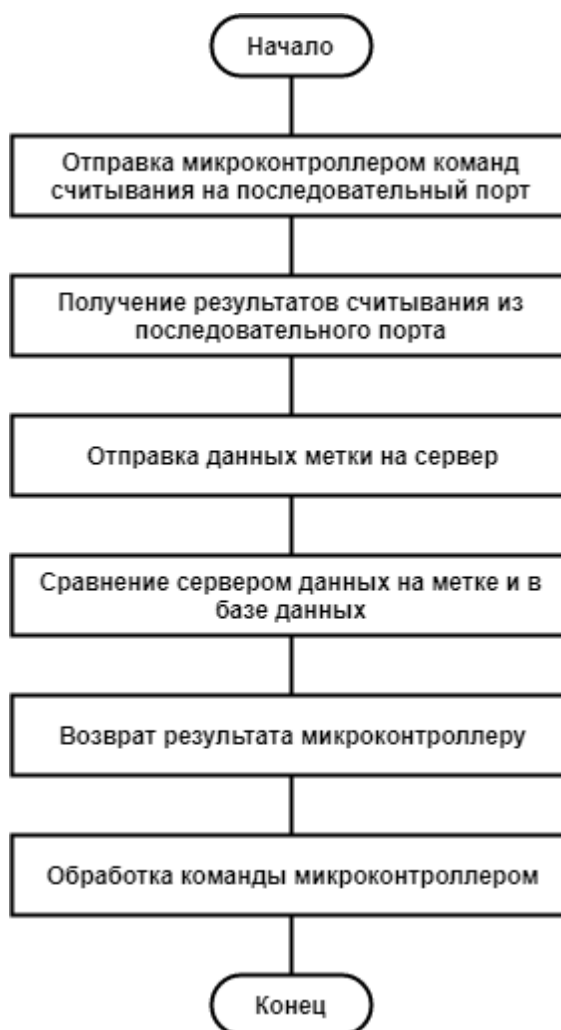 Начало
Отправка микроконтроллером команд
считывания на последовательный порт
Получение результатов считывания из
последовательного порта
Отправка данных метки на сервер
Сравнение сервером данных на метке и в
базе данных
Возврат результата микроконтроллеру
Обработка команды микроконтроллером
Конец